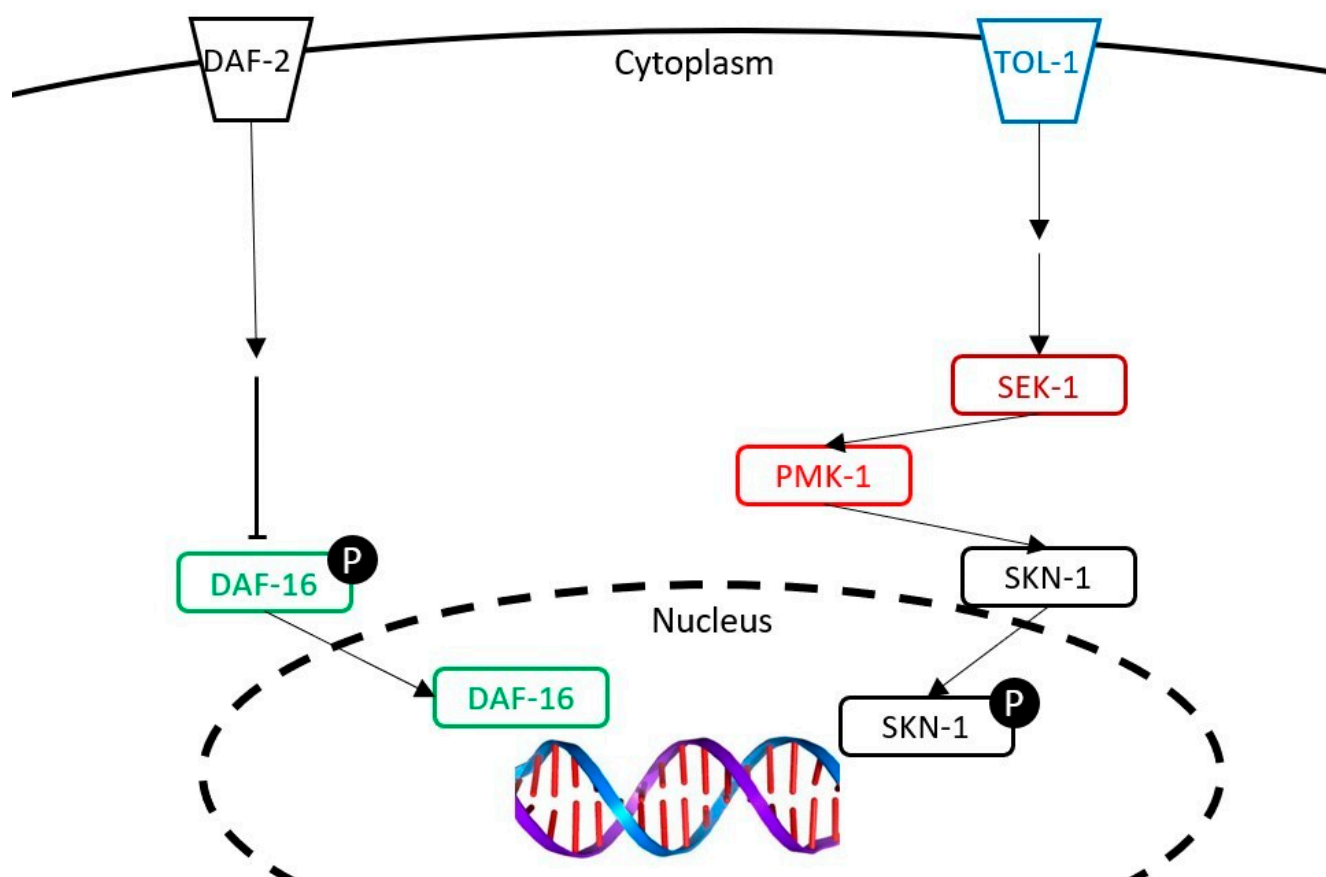 DAF-2
Cytoplasm
TOL-1
SEK-1
PMK-1
P
DAF-16
SKN-1
Nucleus
DAF-16
P
SKN-1